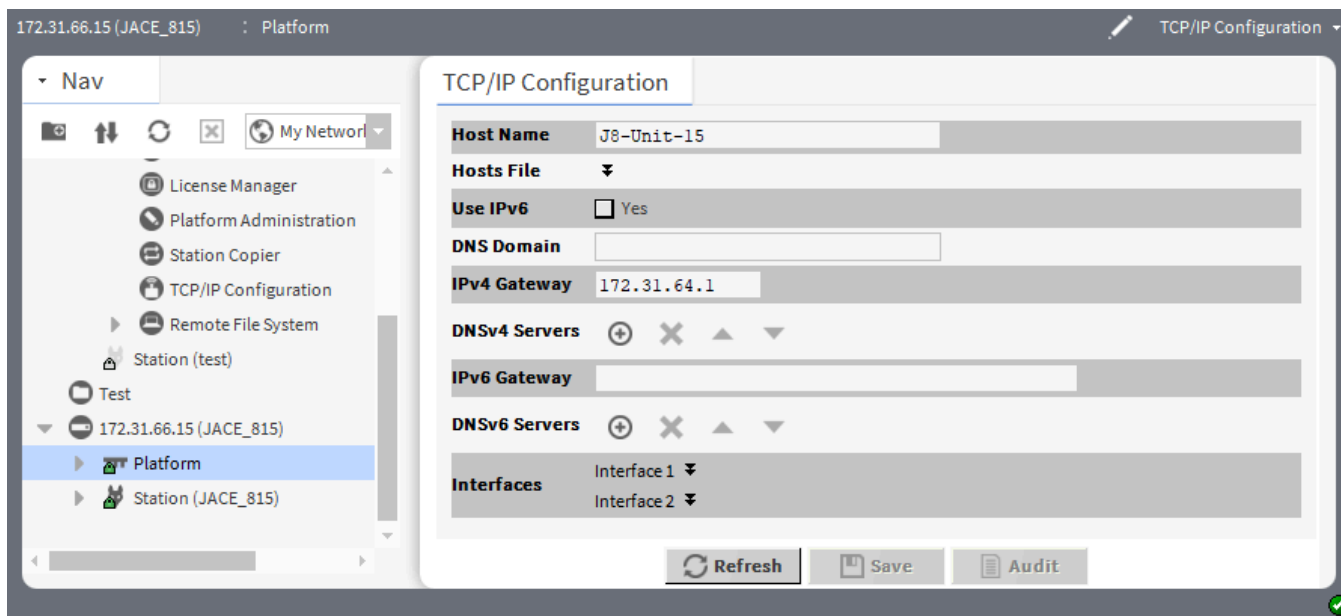 172.31.66.15 (JACE_815) : Platform
TCP/IP Configuration
Nav
My Networ
License Manager
Platform Administration
Station Copier
TCP/IP Configuration
Remote File System
Station (test)
Test
172.31.66.15 (JACE_815)
Platform
Station (JACE_815)
TCP/IP Configuration
Host Name J8-Unit-15
Hosts File
Use IPv6 Yes
DNS Domain
IPv4 Gateway 172.31.64.1
DNSv4 Servers
IPv6 Gateway
DNSv6 Servers
Interfaces
Interface 1
Interface 2
Refresh Save Audit